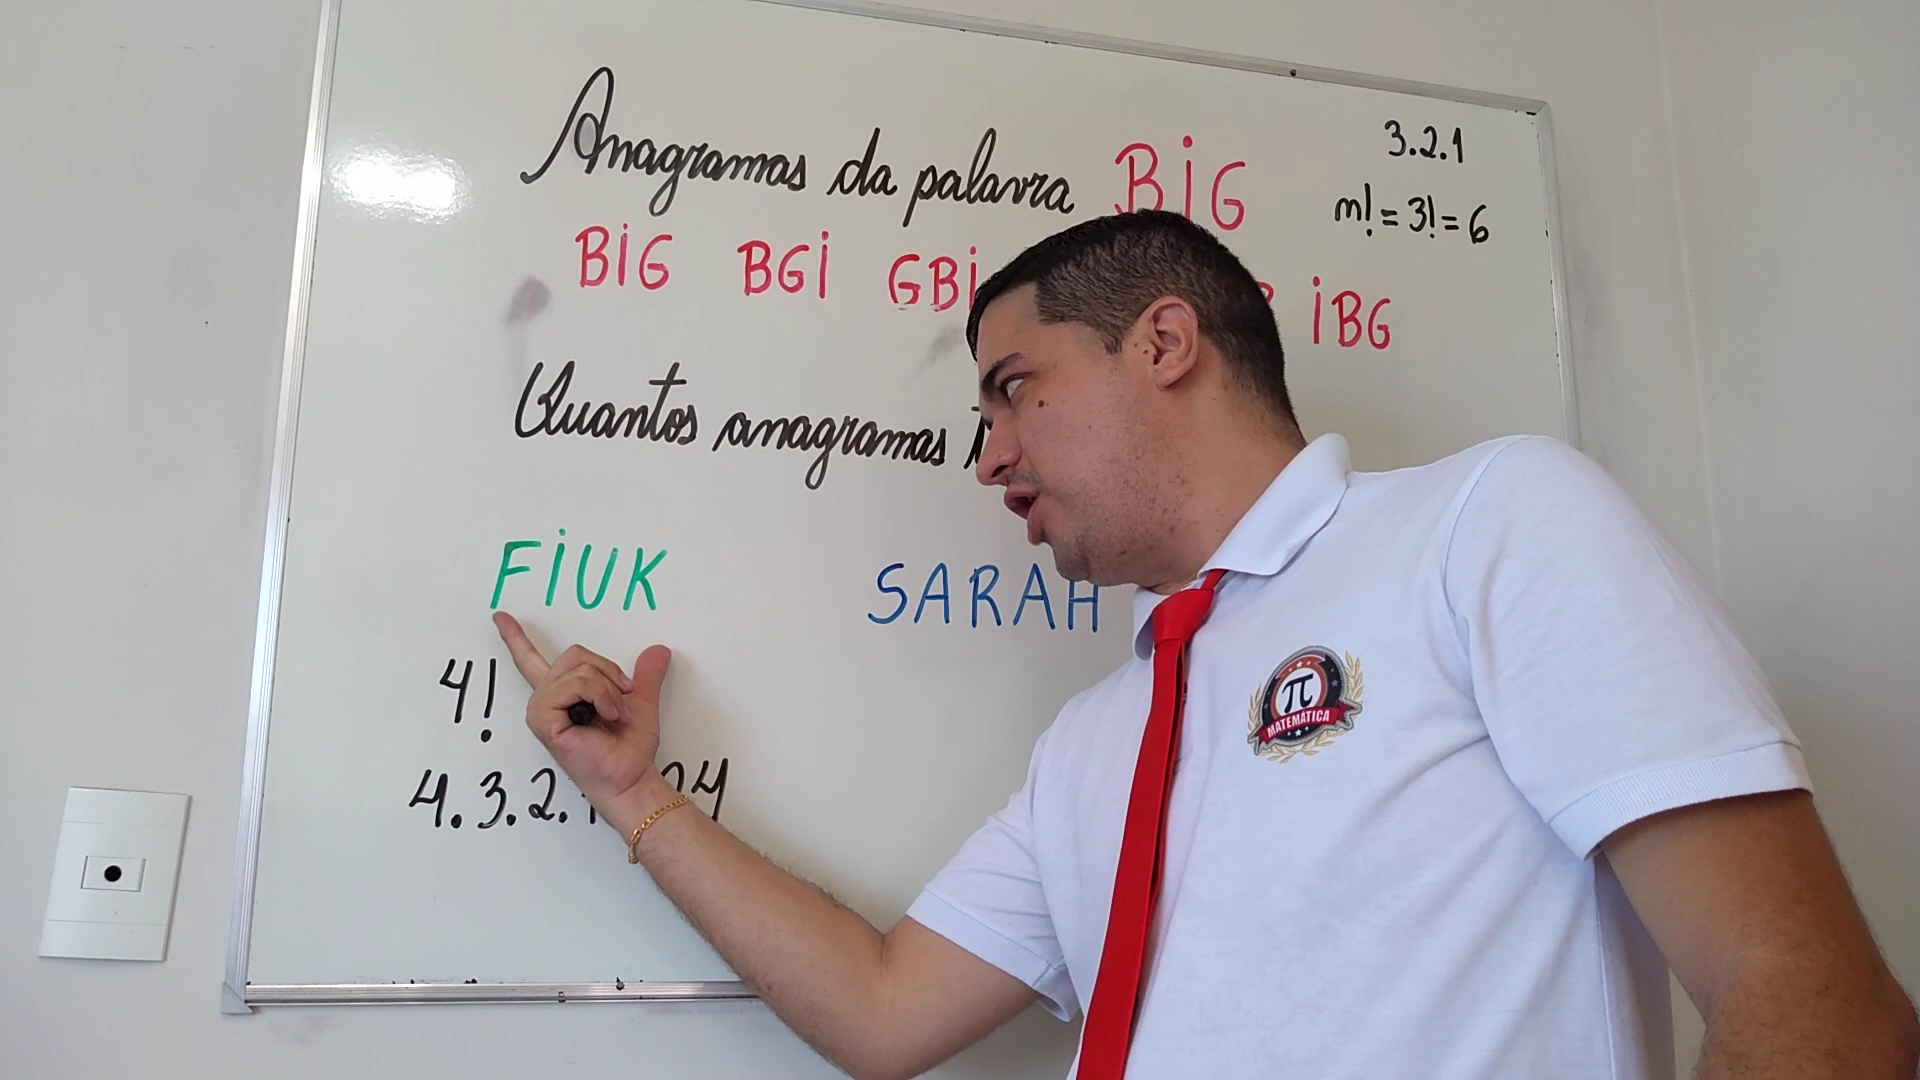 Anagramas da palavra BIG
3.2.1
n! = 3! = 6
BIG BGI GBI IBG
Quantos anagramas
FIUK SARAH
4!
4.3.2. 24
π
MATEMÁTICA